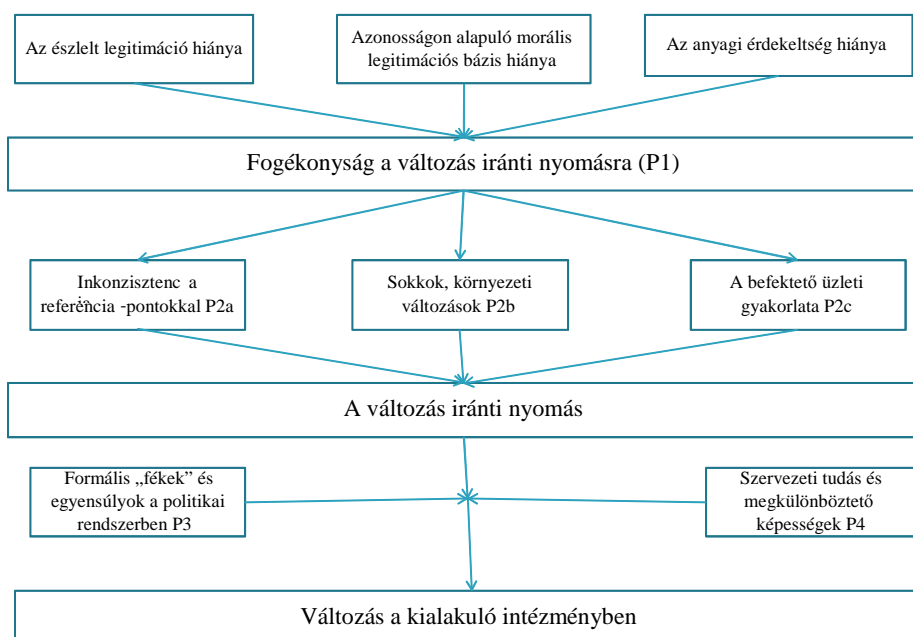 Az észlelt legitimáció hiánya
Azonosságon alapuló morális
legitimációs bázis hiánya
Az anyagi érdekeltség hiánya
Fogékonyság a változás iránti nyomásra (P1)
Inkonzisztenc a
referencia -pontokkal P2a
Sokkok, környezeti
változások P2b
A befektető üzleti
gyakorlata P2c
A változás iránti nyomás
Formális „fékek” és
egyensúlyok a politikai
rendszerben P3
Szervezeti tudás és
megkülönböztető
képességek P4
Változás a kialakuló intézményben